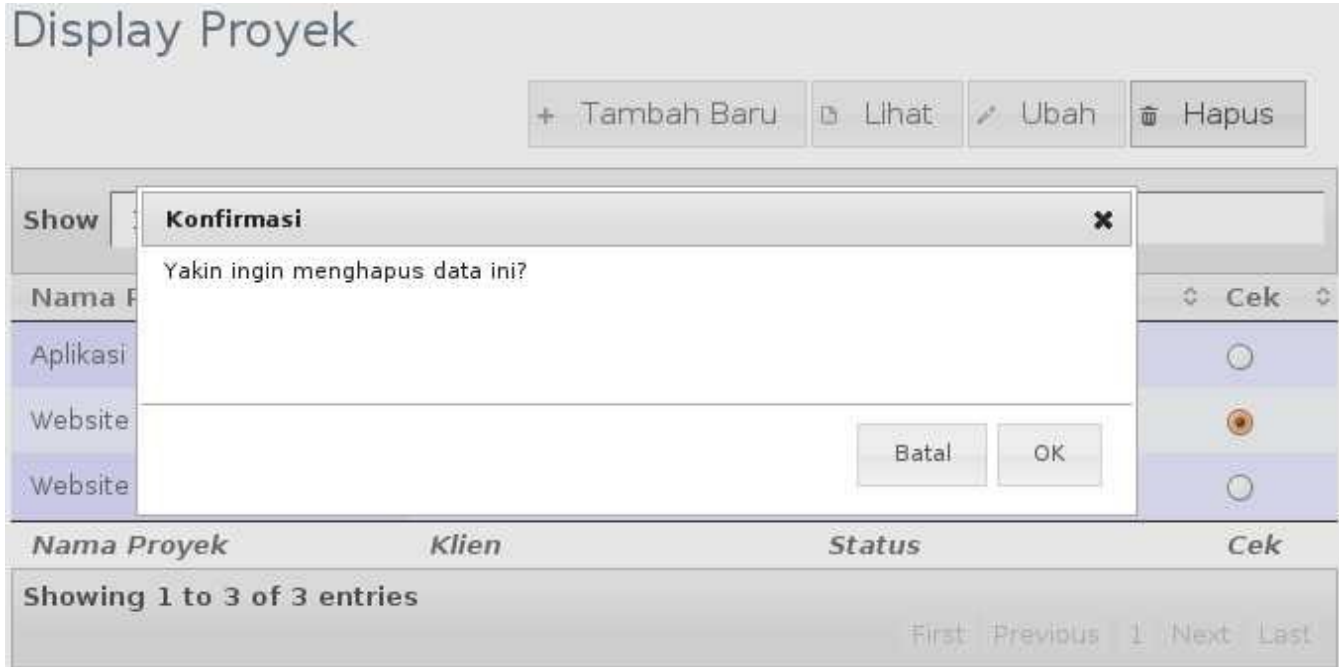 Display Proyek
Tambah Baru Lihat Ubah Hapus
Show
Konfirmasi
Yakin ingin menghapus data ini?
Nama Cek
Aplikasi
Website
Batal OK
Website
Nama Proyek Klien Status Cek
Showing 1 to 3 of 3 entries
First Previous 1 Next Last